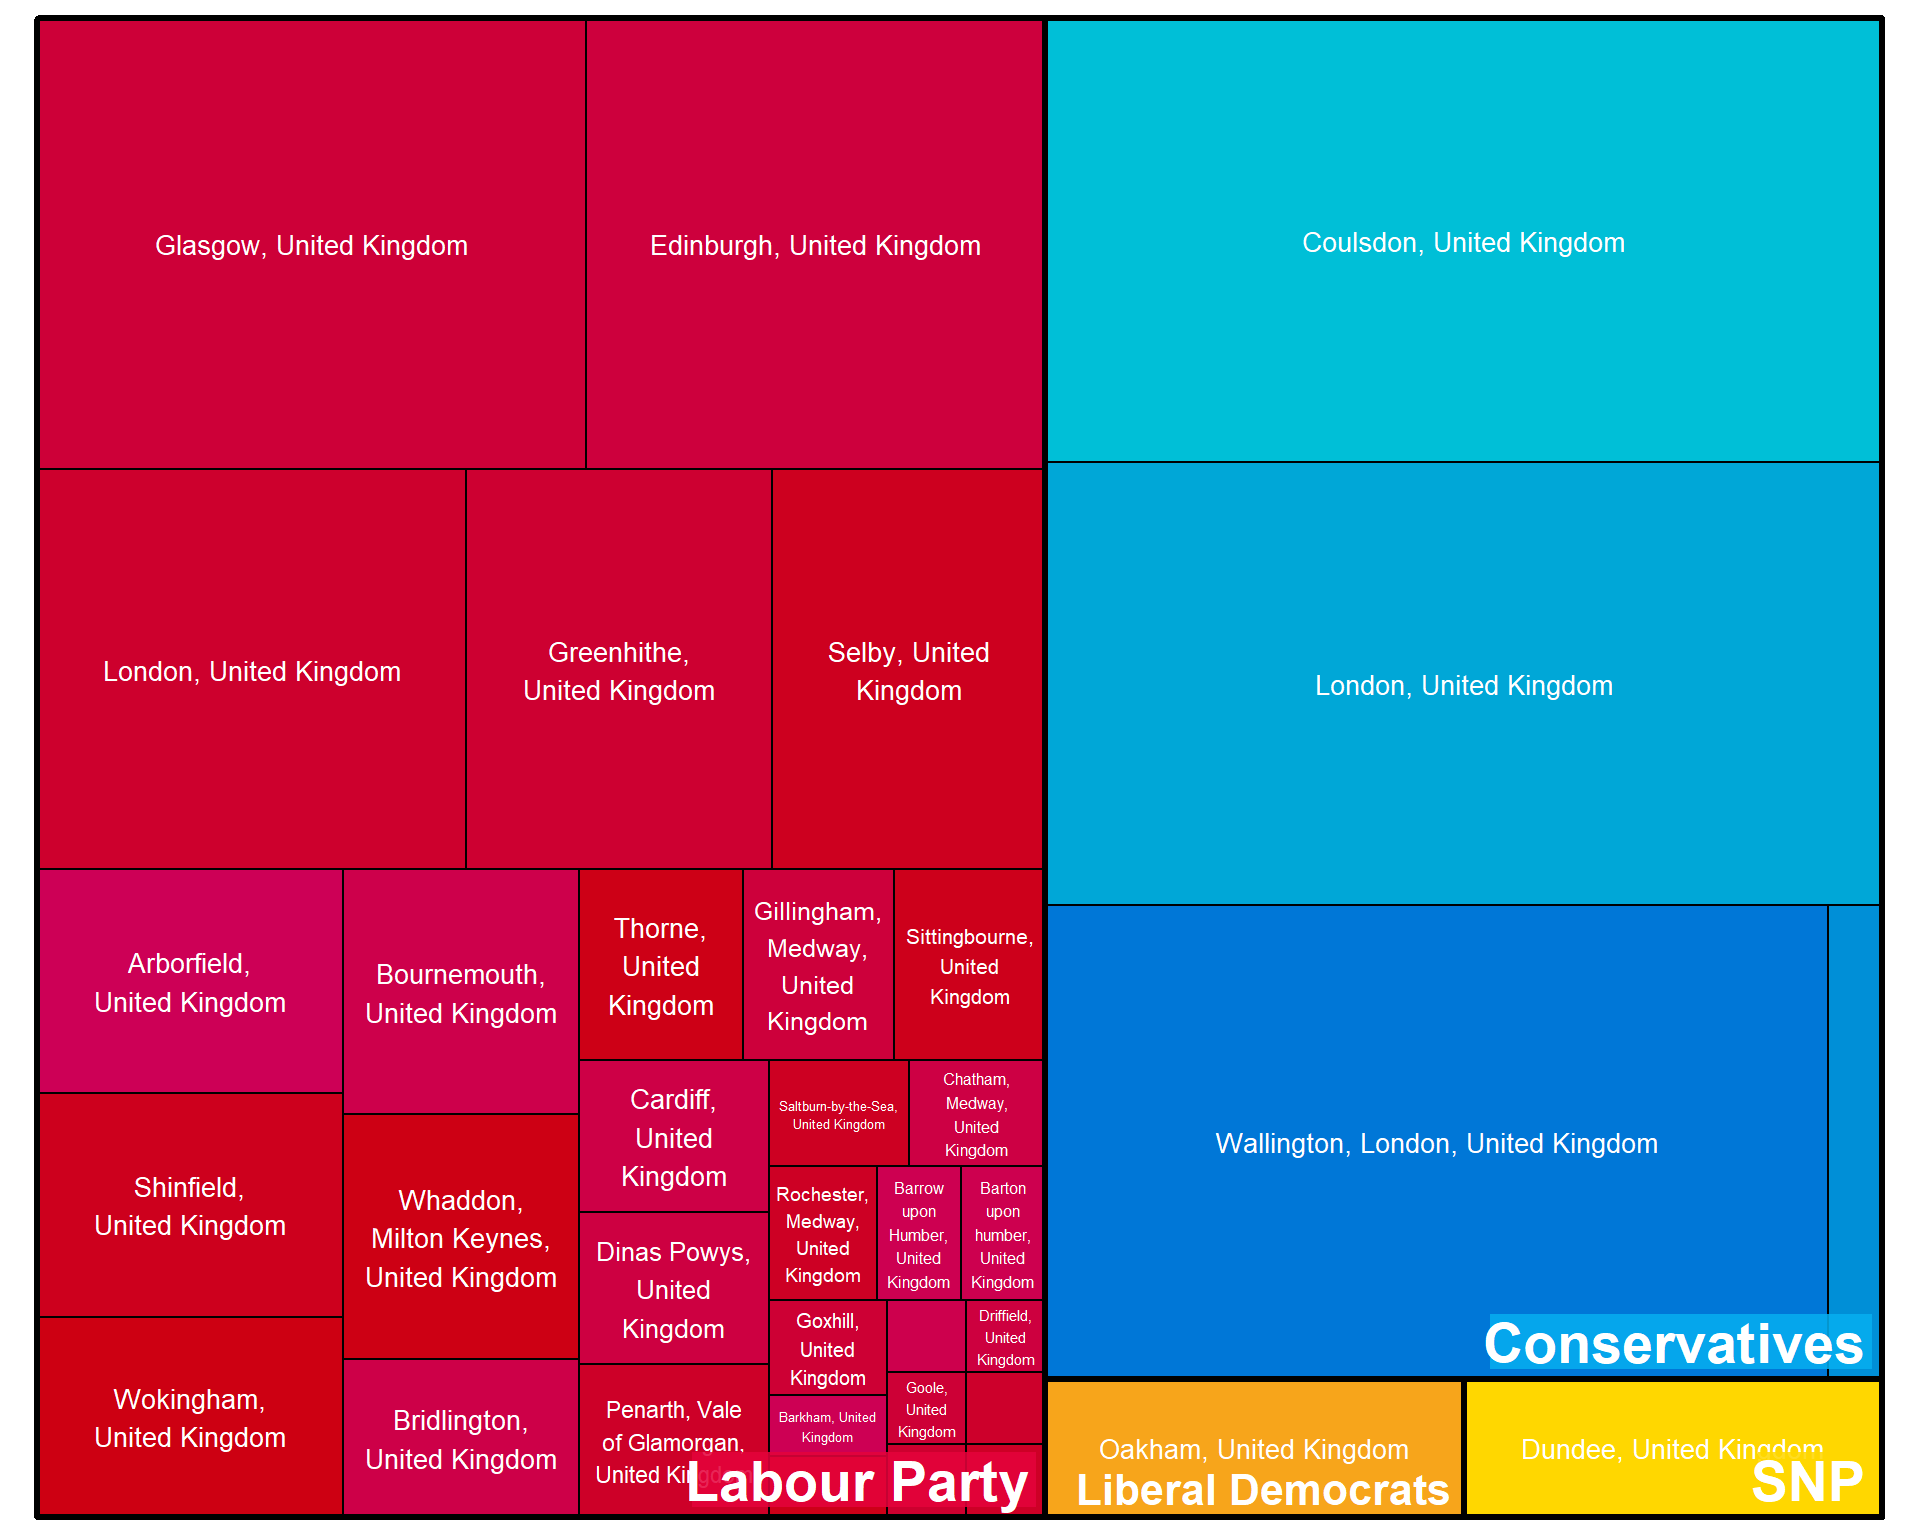 Glasgow, United Kingdom
Edinburgh, United Kingdom
Coulsdon, United Kingdom
London, United Kingdom
Greenhithe,
United Kingdom
Selby, United
Kingdom
London, United Kingdom
Arborfield,
United Kingdom
Bournemouth,
United Kingdom
Thorne,
United
Kingdom
Gillingham,
Medway,
United
Kingdom
Sittingbourne,
United
Kingdom
Shinfield,
United Kingdom
Whaddon,
Milton Keynes,
United Kingdom
Cardiff,
United
Kingdom
Saltburn-by-the-Sea,
United Kingdom
Chatham,
Medway,
United
Kingdom
Dinas Powys,
United
Kingdom
Rochester,
Medway,
United
Kingdom
Barrow
upon
Humber,
United
Kingdom
Barton
upon
humber,
United
Kingdom
Wallington, London, United Kingdom
Wokingham,
United Kingdom
Bridlington,
United Kingdom
Penarth, Vale
of Glamorgan,
United Kingdom
Goxhill,
United
Kingdom
Driffield,
United
Kingdom
Barkham, United
Kingdom
Goole,
United
Kingdom
Labour Party
Conservatives
Oakham, United Kingdom
Liberal Democrats
Dundee, United Kingdom
SNP